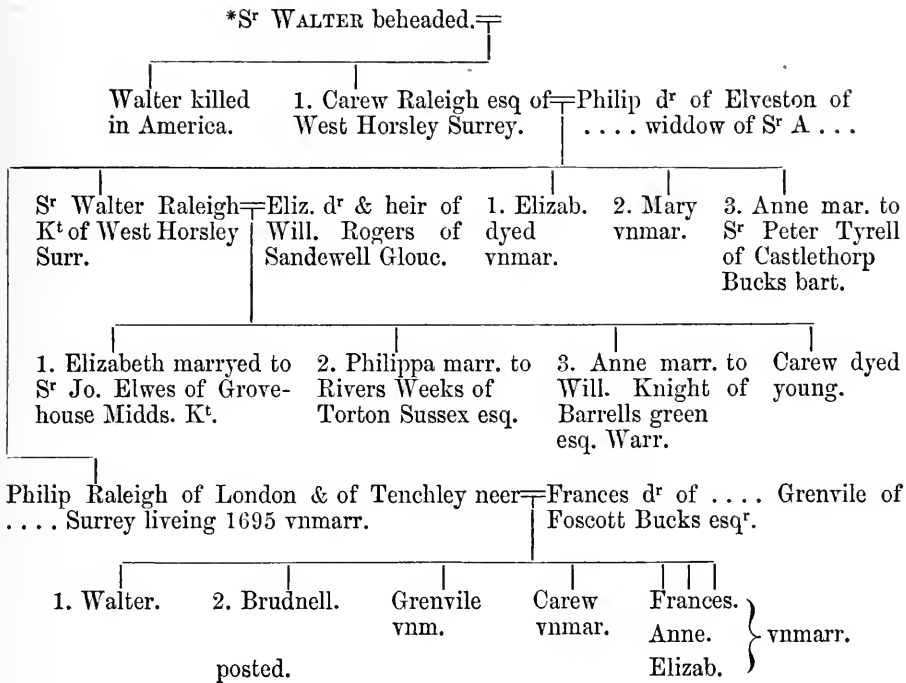 *Sʳ WALTER beheaded.
Walter killed
in America.
1. Carew Raleigh esq of
West Horsley Surrey.
Philip dʳ of Elveston of
. . . . widdow of Sʳ A . . .
Sʳ Walter Raleigh
Kᵗ of West Horsley
Surr.
Eliz. dʳ & heir of
Will. Rogers of
Sandewell Glouc.
1. Elizab.
dyed
vnmar.
2. Mary
vnmar.
3. Anne mar. to
Sʳ Peter Tyrell
of Castlethorp
Bucks bart.
1. Elizabeth marryed to
Sʳ Jo. Elwes of Grove-
house Midds. Kᵗ.
2. Philippa marr. to
Rivers Weeks of
Torton Sussex esq.
3. Anne marr. to
Will. Knight of
Barrells green
esq. Warr.
Carew dyed
young.
Philip Raleigh of London & of Tenchley neer
. . . . Surrey liveing 1695 vnmarr.
Frances dʳ of . . . . Grenvile of
Foscott Bucks esqʳ.
1. Walter.
2. Brudnell.
posted.
Grenvile
vnm.
Carew
vnmar.
Frances.
Anne.
Elizab.
vnmarr.